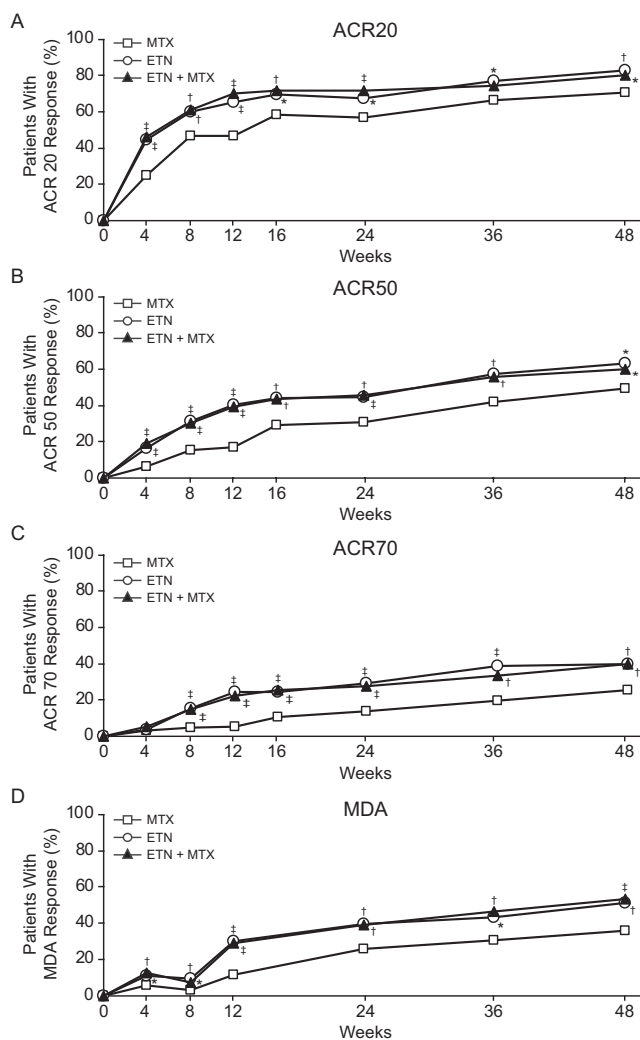 A
ACR20
MTX
ETN
ETN + MTX
Patients With
ACR 20 Response (%)
100
80
60
40
20
0
‡ ‡ † † ‡ ‡ † * ‡ * * † *
0 4 8 12 16 24 36 48
Weeks
B
ACR50
MTX
ETN
ETN + MTX
Patients With
ACR 50 Response (%)
100
80
60
40
20
0
‡ ‡ ‡ ‡ ‡ ‡ † † † ‡ † † * *
0 4 8 12 16 24 36 48
Weeks
C
ACR70
MTX
ETN
ETN + MTX
Patients With
ACR 70 Response (%)
100
80
60
40
20
0
‡ ‡ ‡ ‡ ‡ ‡ ‡ ‡ ‡ † † †
0 4 8 12 16 24 36 48
Weeks
D
MDA
MTX
ETN
ETN + MTX
Patients With
MDA Response (%)
100
80
60
40
20
0
† * † * ‡ ‡ † † † * ‡ †
0 4 8 12 16 24 36 48
Weeks